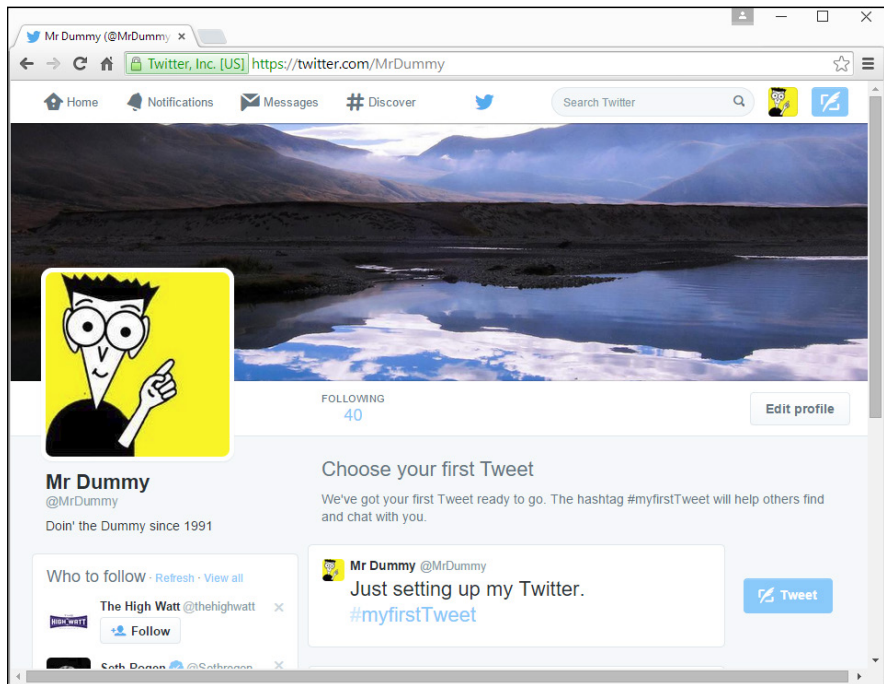 Mr Dummy (@MrDummy
Twitter, Inc. [US] https://twitter.com/MrDummy
Home Notifications Messages # Discover Search Twitter
FOLLOWING
40
Edit profile
Mr Dummy
@MrDummy
Doin' the Dummy since 1991
Choose your first Tweet
We've got your first Tweet ready to go. The hashtag #myfirstTweet will help others find
and chat with you.
Who to follow · Refresh · View all
The High Watt @thehighwatt
HIGH WATT
Follow
Seth Rogen @Sethrogen
Mr Dummy @MrDummy
Just setting up my Twitter.
#myfirstTweet
Tweet